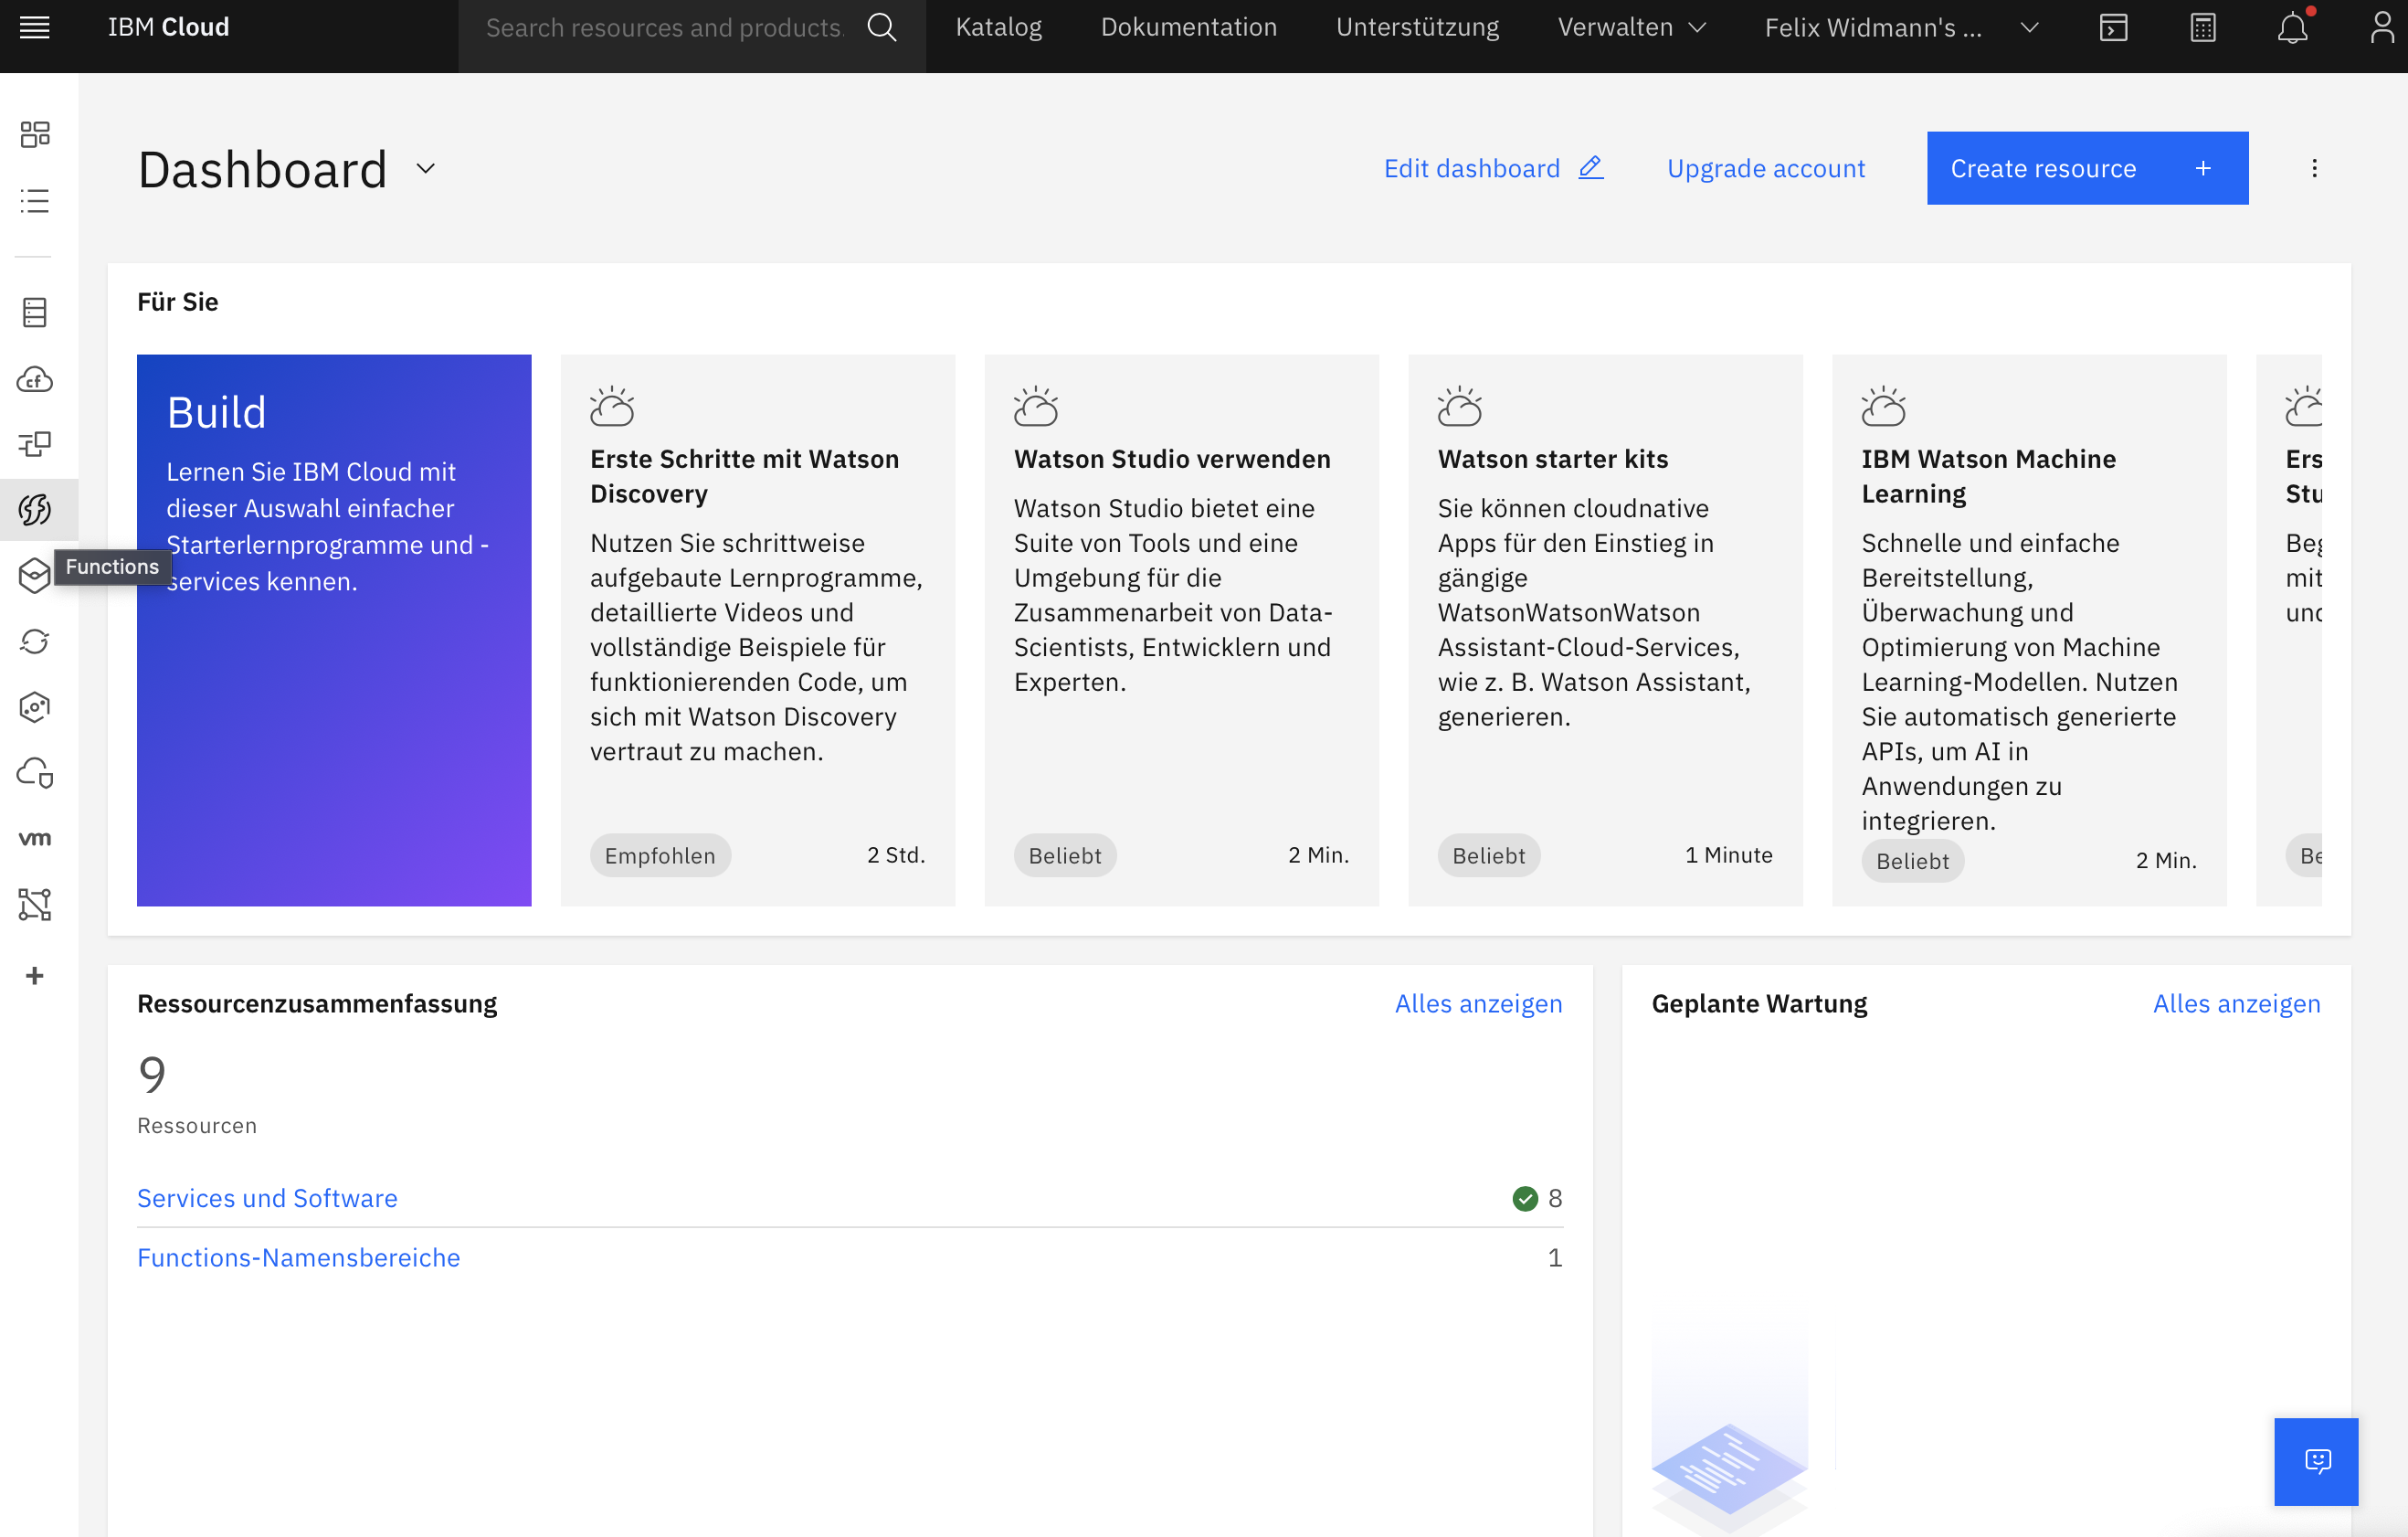 IBM Cloud
Search resources and products.
Katalog
Dokumentation
Unterstützung
Verwalten
Felix Widmann's ...
Dashboard
Edit dashboard
Upgrade account
Create resource +
Für Sie
Build
Lernen Sie IBM Cloud mit
dieser Auswahl einfacher
Starterlernprogramme und -
services kennen.
Functions
Erste Schritte mit Watson
Discovery
Nutzen Sie schrittweise
aufgebaute Lernprogramme,
detaillierte Videos und
vollständige Beispiele für
funktionierenden Code, um
sich mit Watson Discovery
vertraut zu machen.
Empfohlen
2 Std.
Watson Studio verwenden
Watson Studio bietet eine
Suite von Tools und eine
Umgebung für die
Zusammenarbeit von Data-
Scientists, Entwicklern und
Experten.
Beliebt
2 Min.
Watson starter kits
Sie können cloudnative
Apps für den Einstieg in
gängige
WatsonWatsonWatson
Assistant-Cloud-Services,
wie z. B. Watson Assistant,
generieren.
Beliebt
1 Minute
IBM Watson Machine
Learning
Schnelle und einfache
Bereitstellung,
Überwachung und
Optimierung von Machine
Learning-Modellen. Nutzen
Sie automatisch generierte
APIs, um AI in
Anwendungen zu
integrieren.
Beliebt
2 Min.
cf
vm
Ressourcenzusammenfassung
Alles anzeigen
9
Ressourcen
Services und Software
8
Functions-Namensbereiche
1
Geplante Wartung
Alles anzeigen